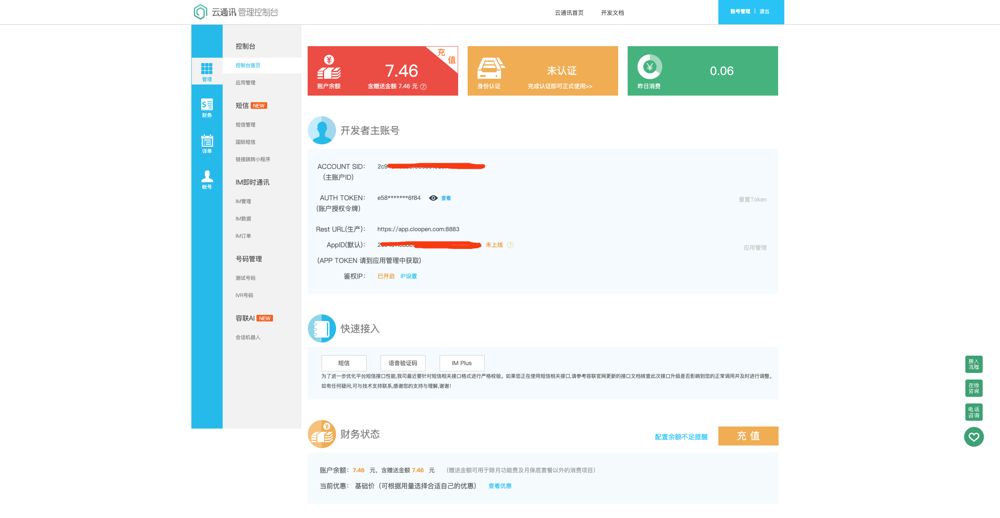 云通讯 管理控制台
云通讯首页
开发文档
账号管理 | 退出
管理
财务
详单
帐号
控制台
控制台首页
应用管理
短信 NEW
短信管理
国际短信
链接跳转小程序
IM即时通讯
IM管理
IM数据
IM订单
号码管理
测试号码
IVR号码
容联AI NEW
会话机器人
充值
¥
7.46
账户余额
含赠送金额 7.46 元 ?
未认证
身份认证
完成认证即可正式使用>>
¥
0.06
昨日消费
开发者主账号
ACCOUNT SID： 2c9
(主账户ID)
AUTH TOKEN： e58*******6f84 查看
重置Token
(账户授权令牌)
Rest URL(生产)： https://app.cloopen.com:8883
AppID(默认)： 未上线 ?
应用管理
(APP TOKEN 请到应用管理中获取)
鉴权IP： 已开启 IP设置
快速接入
短信
语音验证码
IM Plus
为了进一步优化平台短信接口性能,我司最近要针对短信相关接口格式进行严格校验。如果您正在使用短信相关接口,请参考容联官网更新的接口文档核查此次接口升级是否影响到您的正常调用并及时进行调整。
如有任何疑问,可与技术支持联系,感谢您的支持与理解,谢谢!
财务状态
配置余额不足提醒
充 值
账户余额：7.46 元，含赠送金额 7.46 元 （赠送金额可用于除月功能费及月保底套餐以外的消费项目）
当前优惠： 基础价（可根据用量选择合适自己的优惠） 查看优惠
接入
流程
在线
咨询
电话
咨询